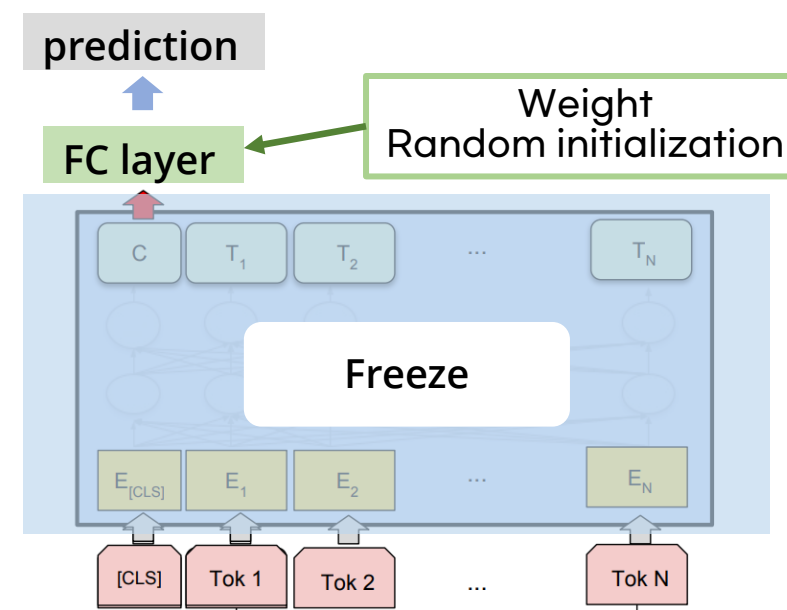 prediction
Weight
Random initialization
FC layer
C T1 T2 ... TN
Freeze
E[CLS] E1 E2 ... EN
[CLS] Tok 1 Tok 2 ... Tok N